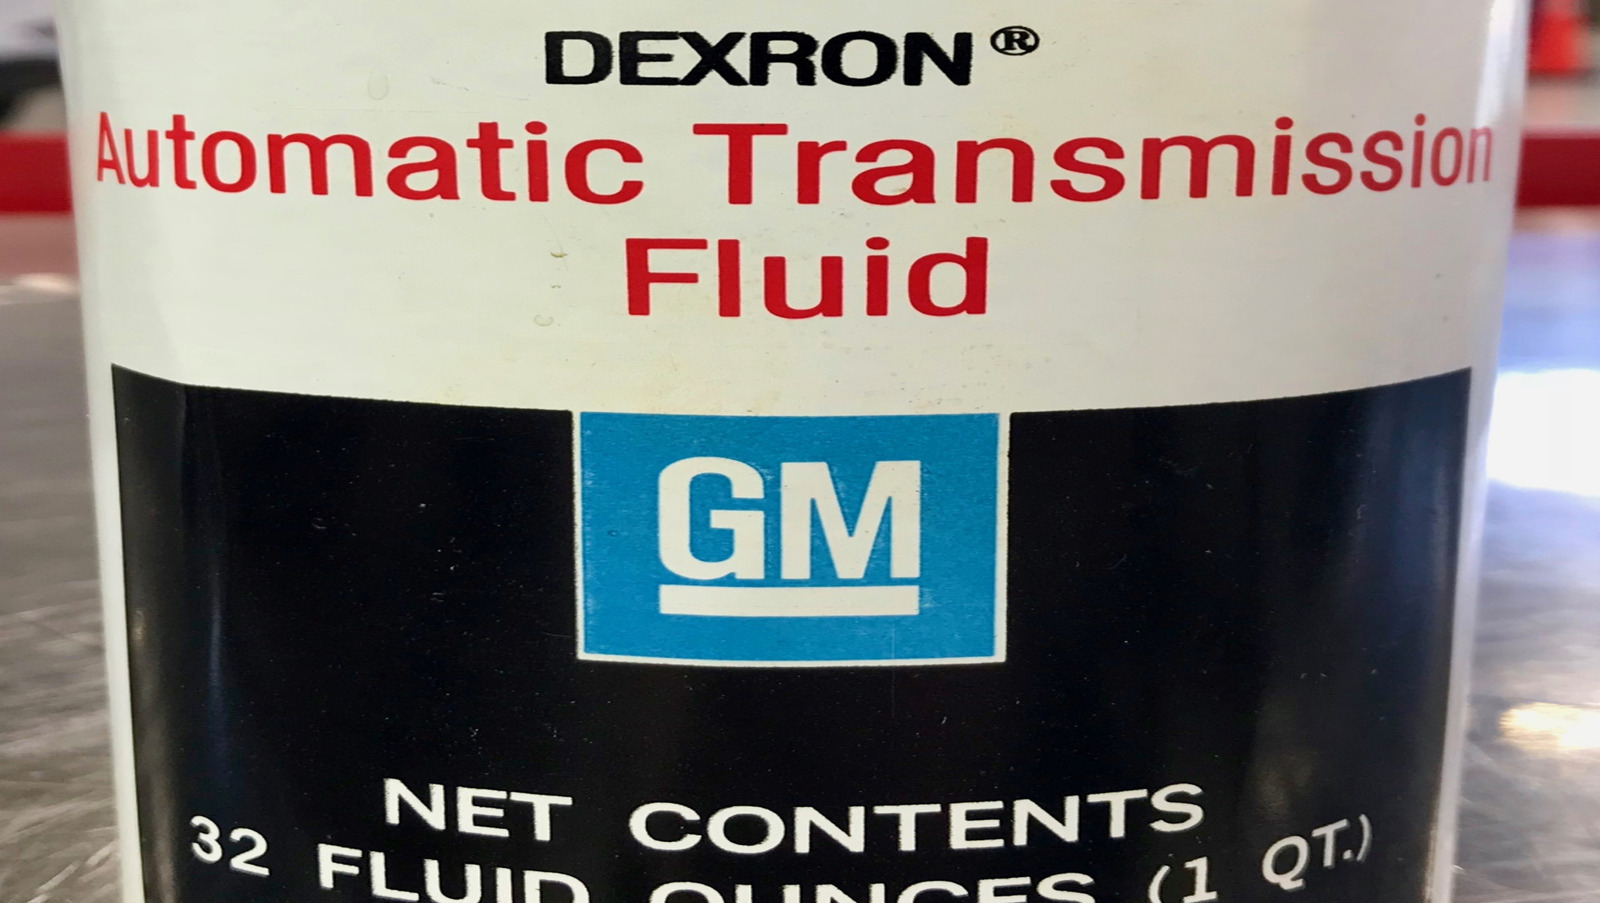 DEXRON®
Automatic Transmission
Fluid
GM
NET CONTENTS
32 FLUID OUNCES (1 QT.)